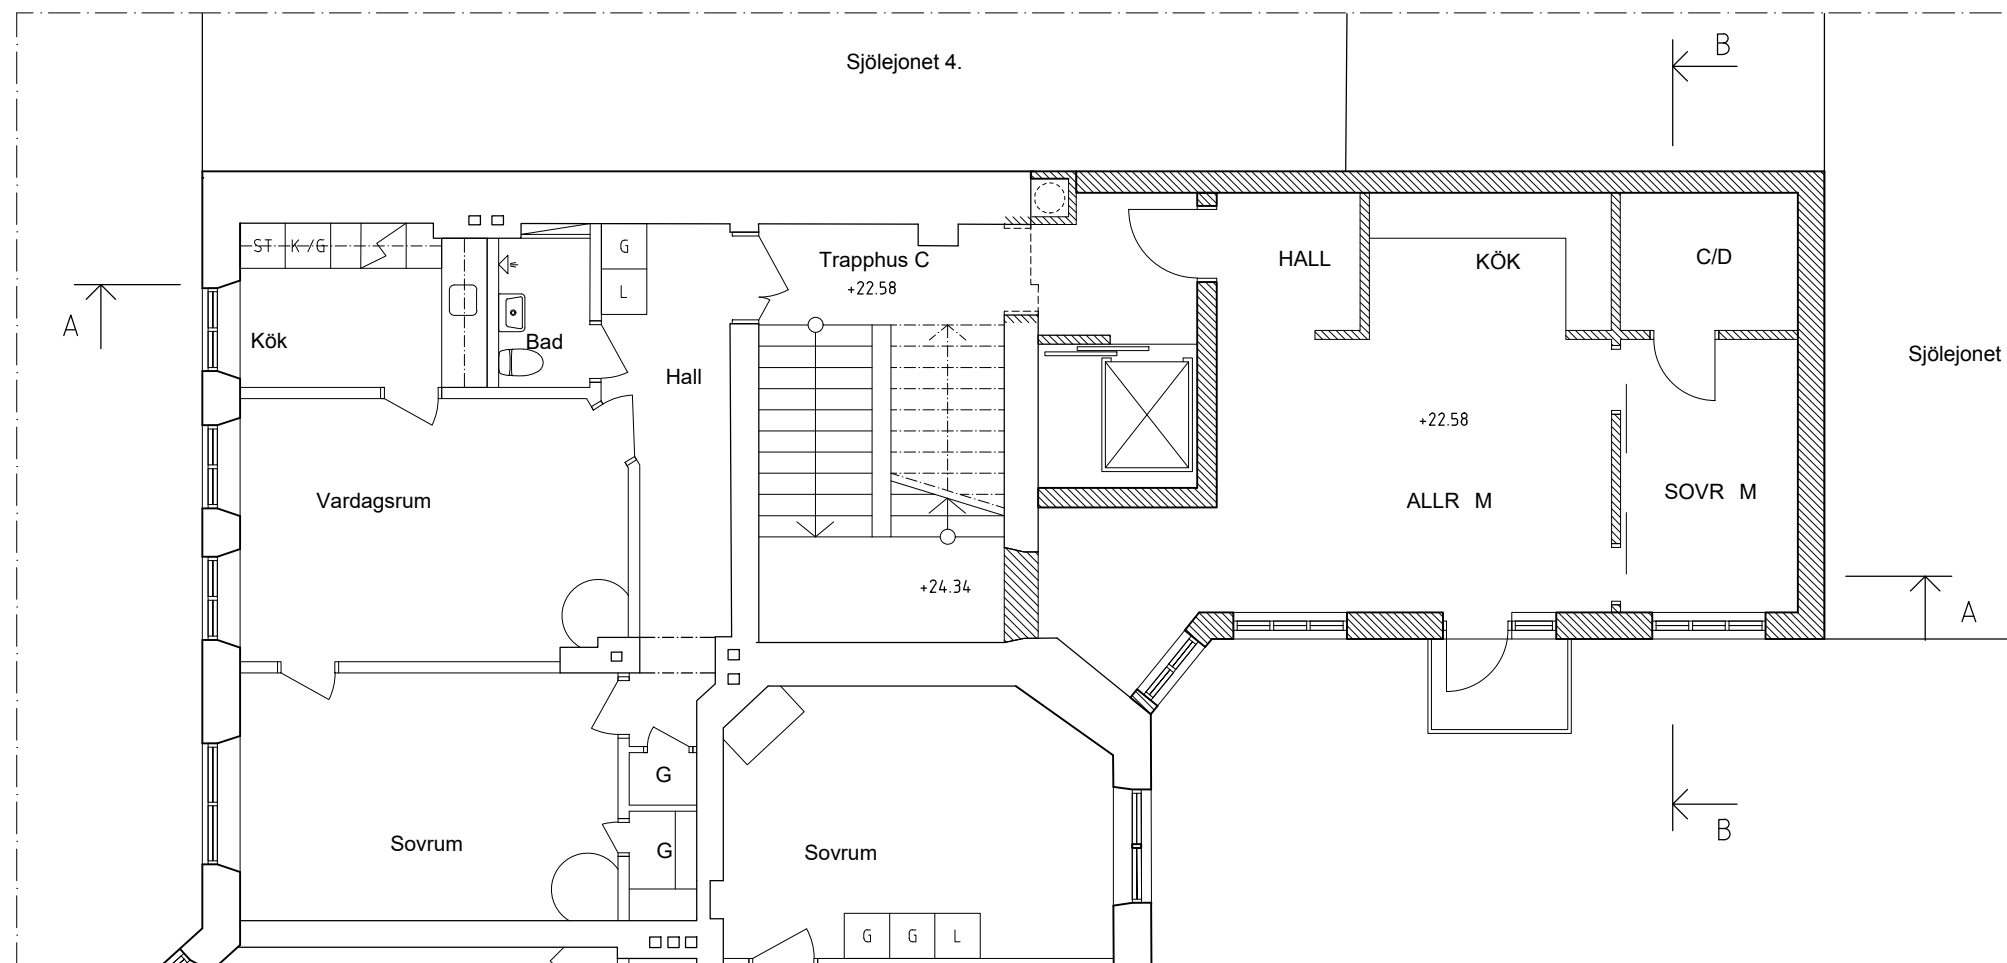 Sjölejonet 4.
B
ST K/G
G
Trapphus C
HALL
KÖK
C/D
+22.58
L
A
Kök
Bad
Sjölejonet
Hall
+22.58
Vardagsrum
ALLR M
SOVR M
+24.34
A
G
B
Sovrum
G
Sovrum
G G L